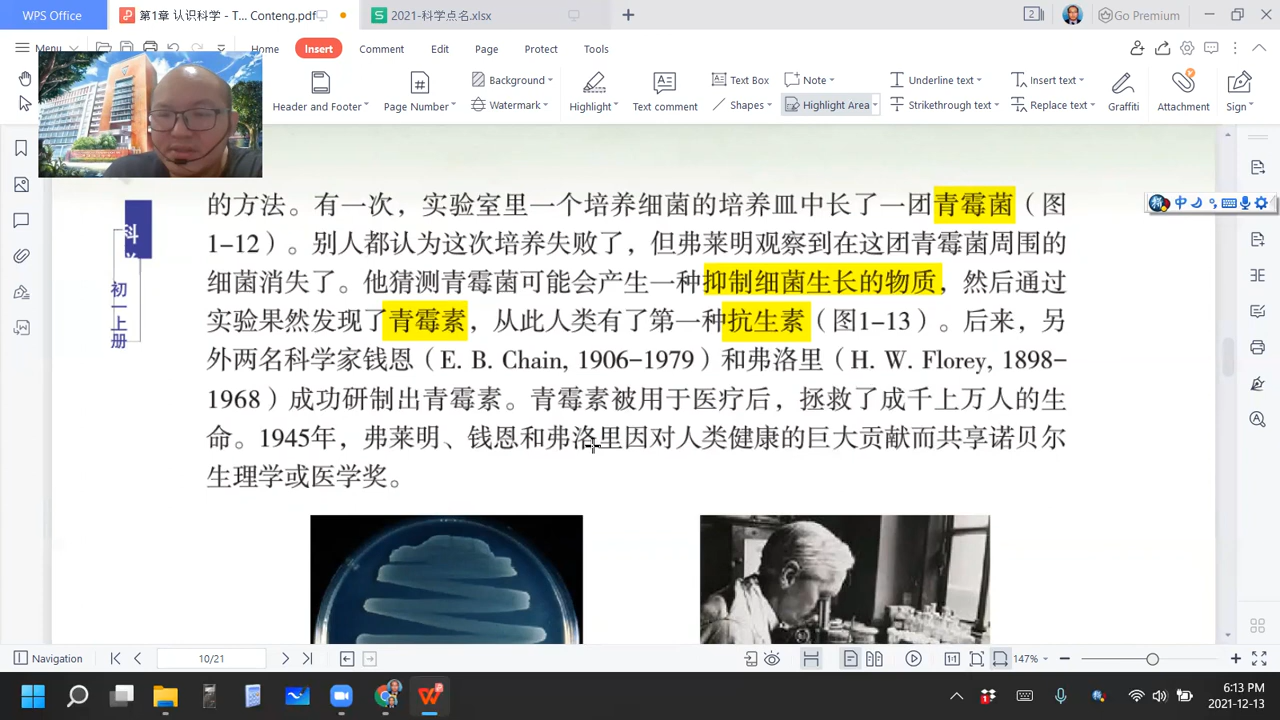 WPS Office
第1章 认识科学 - T... Conteng.pdf
2021-科学点名.xlsx
2
Go Premium
Menu
Home
Insert
Comment
Edit
Page
Protect
Tools
Header and Footer
Page Number
Background
Watermark
Highlight
Text comment
Text Box
Note
Highlight Area
Underline text
Strikethrough text
Insert text
Replace text
Graffiti
Attachment
Sign
初一上册
的方法。有一次，实验室里一个培养细菌的培养皿中长了一团青霉菌（图
1-12）。别人都认为这次培养失败了，但弗莱明观察到在这团青霉菌周围的
细菌消失了。他猜测青霉菌可能会产生一种抑制细菌生长的物质，然后通过
实验果然发现了青霉素，从此人类有了第一种抗生素（图1-13）。后来，另
外两名科学家钱恩（E. B. Chain, 1906-1979）和弗洛里（H. W. Florey, 1898-
1968）成功研制出青霉素。青霉素被用于医疗后，拯救了成千上万人的生
命。1945年，弗莱明、钱恩和弗洛里因对人类健康的巨大贡献而共享诺贝尔
生理学或医学奖。
中
Navigation
10/21
147%
6:13 PM
2021-12-13